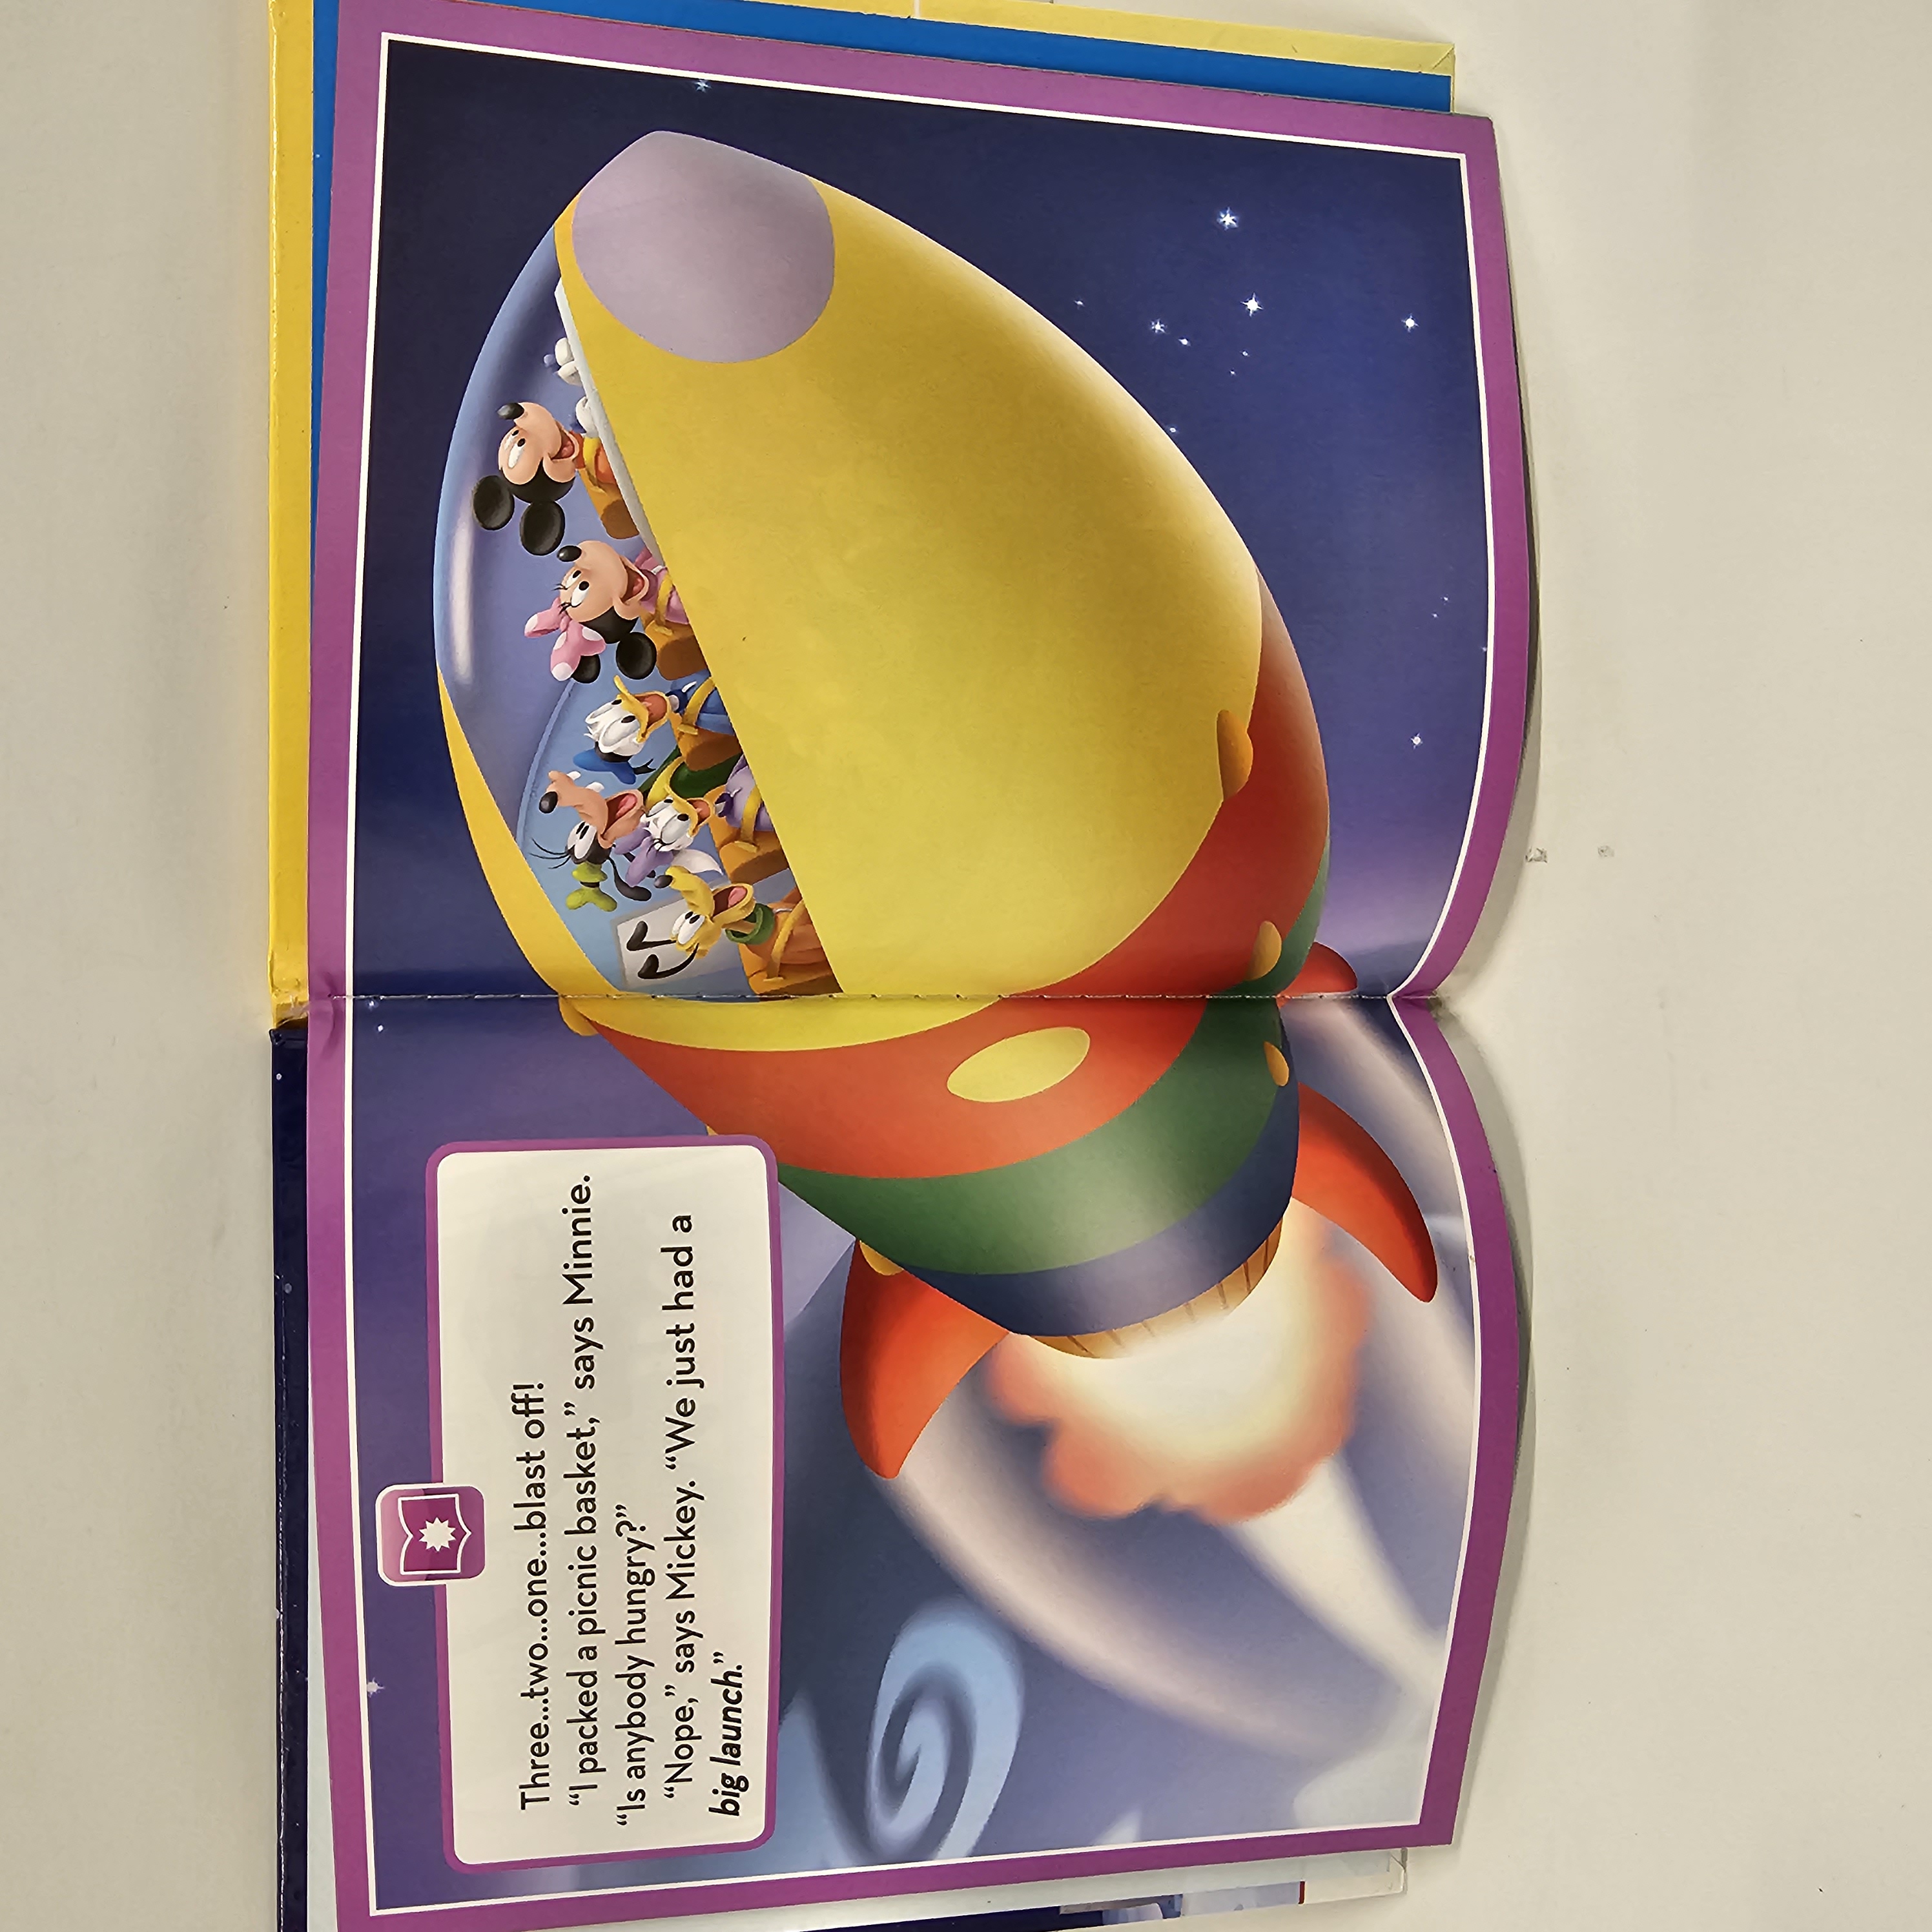 Three...two...one...blast off!
“I packed a picnic basket,” says Minnie.
“Is anybody hungry?”
“Nope,” says Mickey. “We just had a
big launch.”